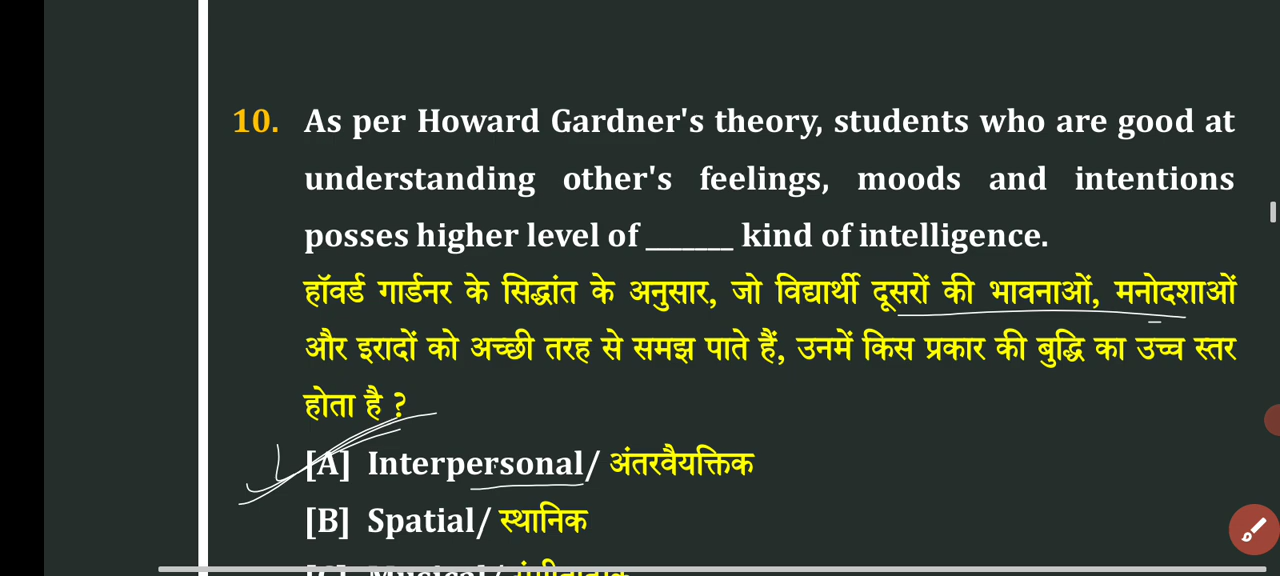 10. As per Howard Gardner's theory, students who are good at
understanding other's feelings, moods and intentions
posses higher level of _______ kind of intelligence.
हॉवर्ड गार्डनर के सिद्धांत के अनुसार, जो विद्यार्थी दूसरों की भावनाओं, मनोदशाओं
और इरादों को अच्छी तरह से समझ पाते हैं, उनमें किस प्रकार की बुद्धि का उच्च स्तर
होता है ?
[A] Interpersonal/ अंतरवैयक्तिक
[B] Spatial/ स्थानिक
[C] Musical/